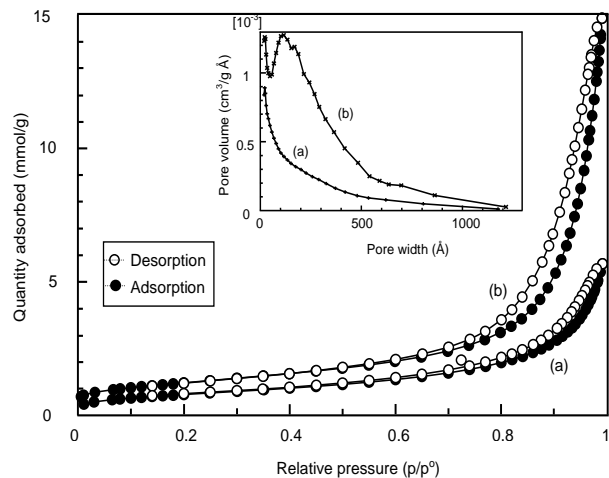 [10⁻³
15
10
5
0
Quantity adsorbed (mmol/g)
0
0.2
0.4
0.6
0.8
1
Relative pressure (p/pº)
Desorption
Adsorption
(b)
(a)
1
0.5
0
Pore volume (cm³/g Å)
0
500
1000
Pore width (Å)
(b)
(a)